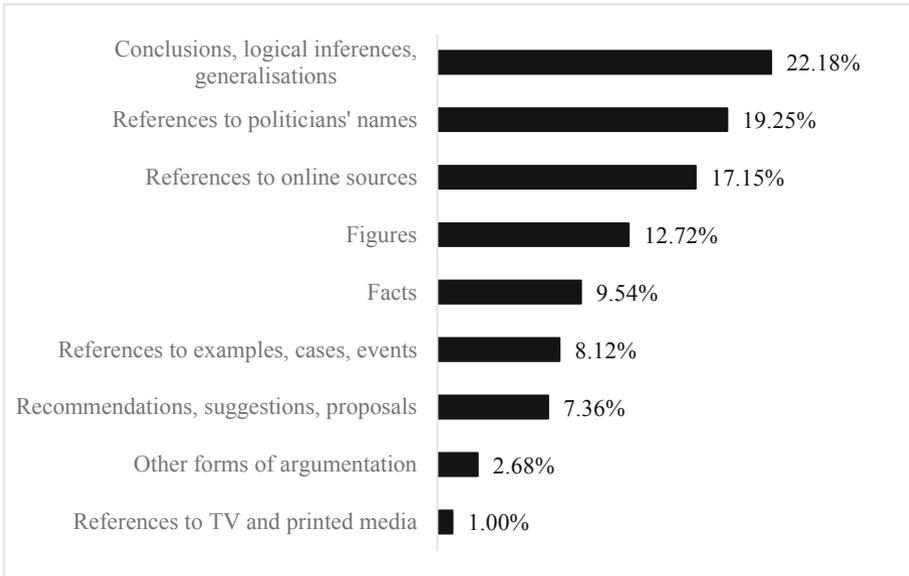 Conclusions, logical inferences,
generalisations
22.18%
References to politicians' names
19.25%
References to online sources
17.15%
Figures
12.72%
Facts
9.54%
References to examples, cases, events
8.12%
Recommendations, suggestions, proposals
7.36%
Other forms of argumentation
2.68%
References to TV and printed media
1.00%